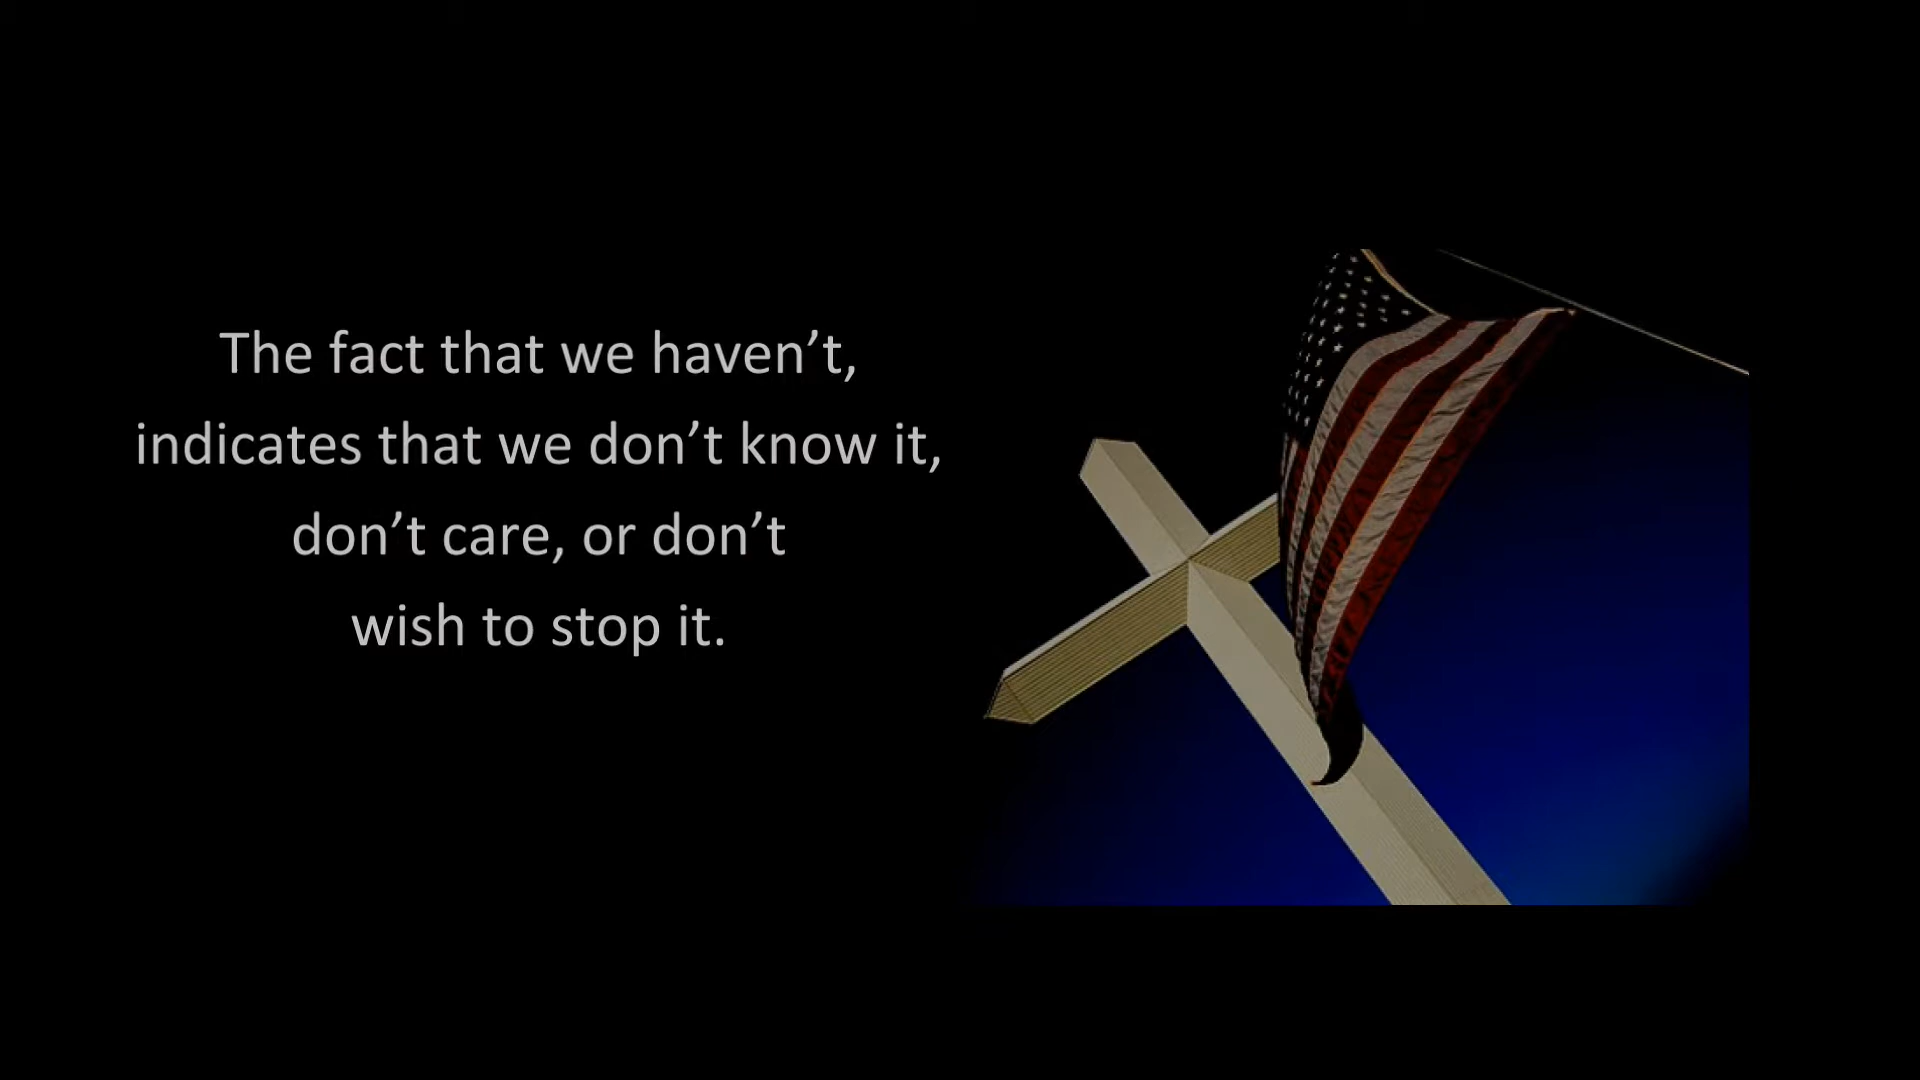 The fact that we haven’t,
indicates that we don’t know it,
don’t care, or don’t
wish to stop it.